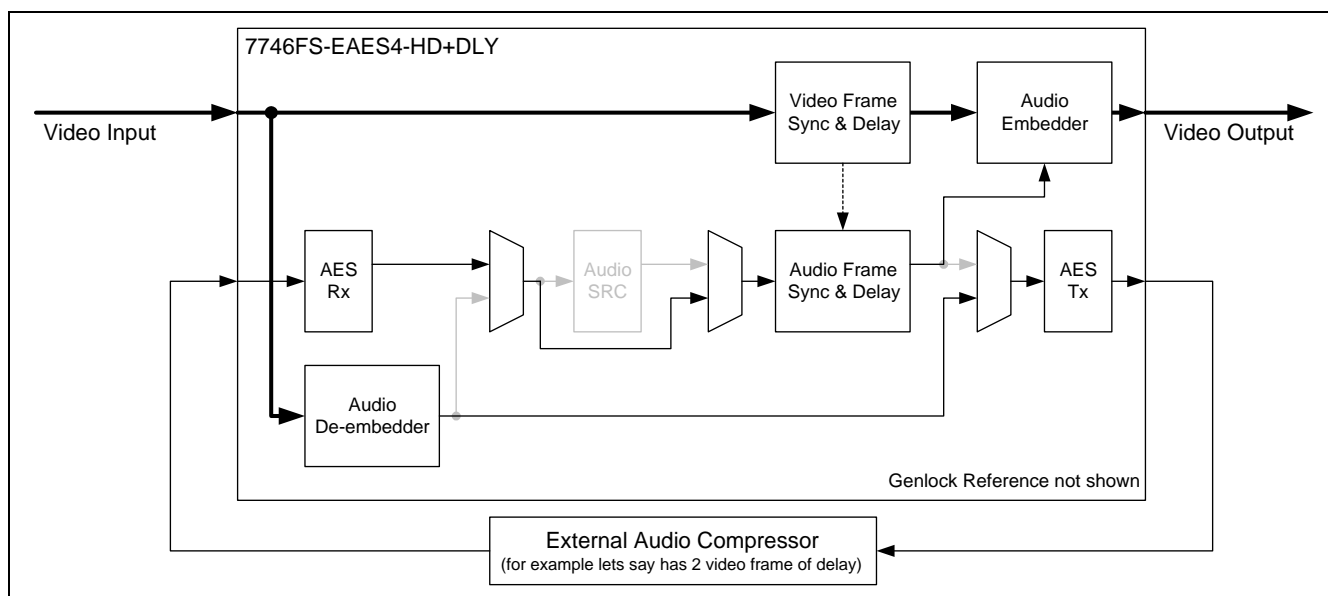 7746FS-EAES4-HD+DLY
Video Input
Video Frame
Sync & Delay
Audio
Embedder
Video Output
AES
Rx
Audio
SRC
Audio Frame
Sync & Delay
AES
Tx
Audio
De-embedder
Genlock Reference not shown
External Audio Compressor
(for example lets say has 2 video frame of delay)